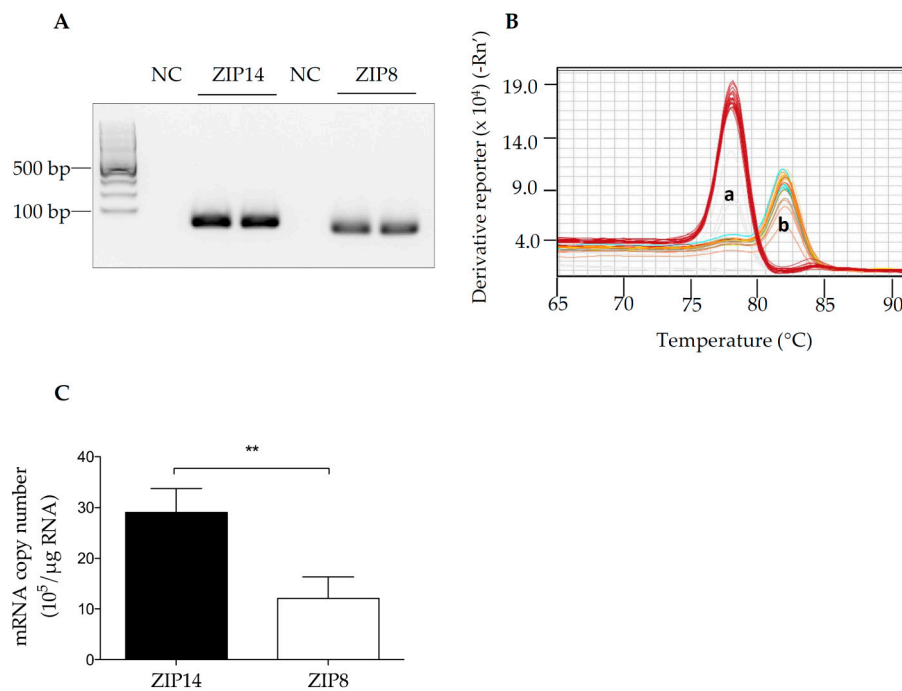 A
NC ZIP14 NC ZIP8
500 bp
100 bp
B
Derivative reporter (x 10⁴) (-Rn')
19.0
14.0
9.0
4.0
a
b
65 70 75 80 85 90
Temperature (°C)
C
mRNA copy number
(10⁵/µg RNA)
40
30
20
10
0
**
ZIP14 ZIP8